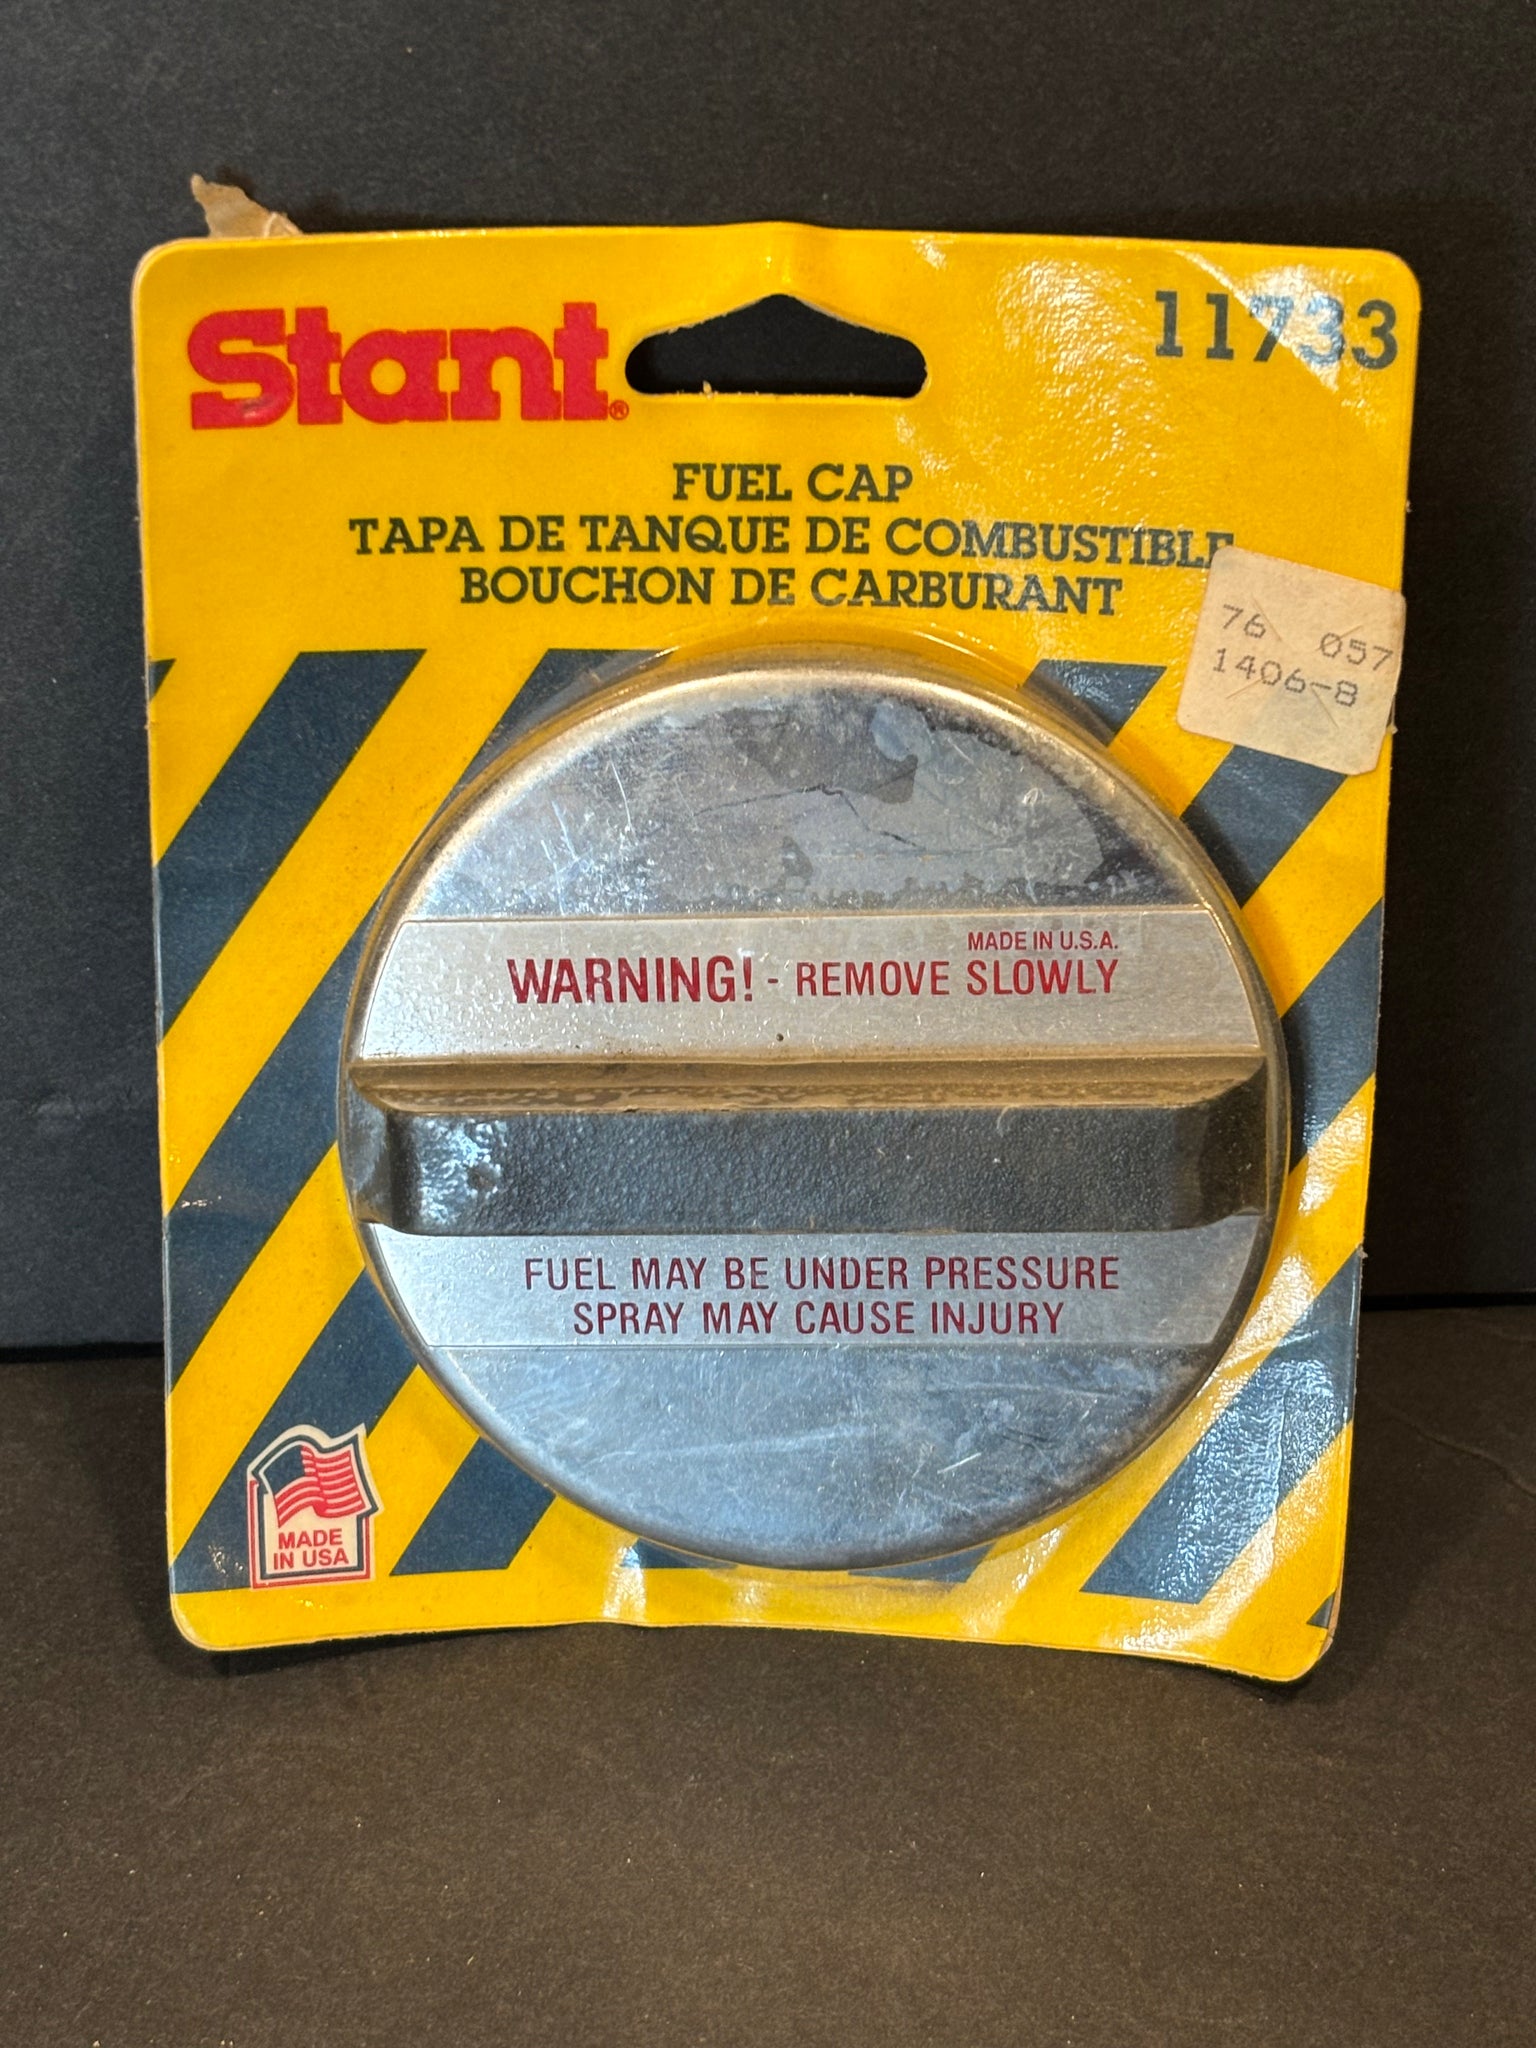 Stant®
11733
FUEL CAP
TAPA DE TANQUE DE COMBUSTIBLE
BOUCHON DE CARBURANT
76 057
1406-8
MADE IN U.S.A.
WARNING! - REMOVE SLOWLY
FUEL MAY BE UNDER PRESSURE
SPRAY MAY CAUSE INJURY
MADE
IN USA